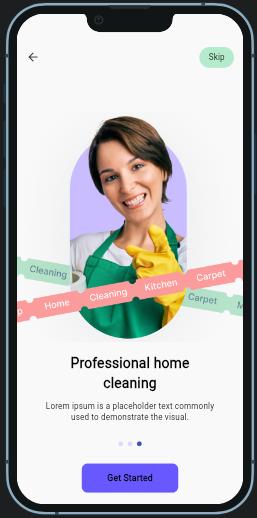 Skip
Cleaning
Carpet
Kitchen
Cleaning
Home
p
Carpet
M
Professional home
cleaning
Lorem ipsum is a placeholder text commonly
used to demonstrate the visual.
Get Started